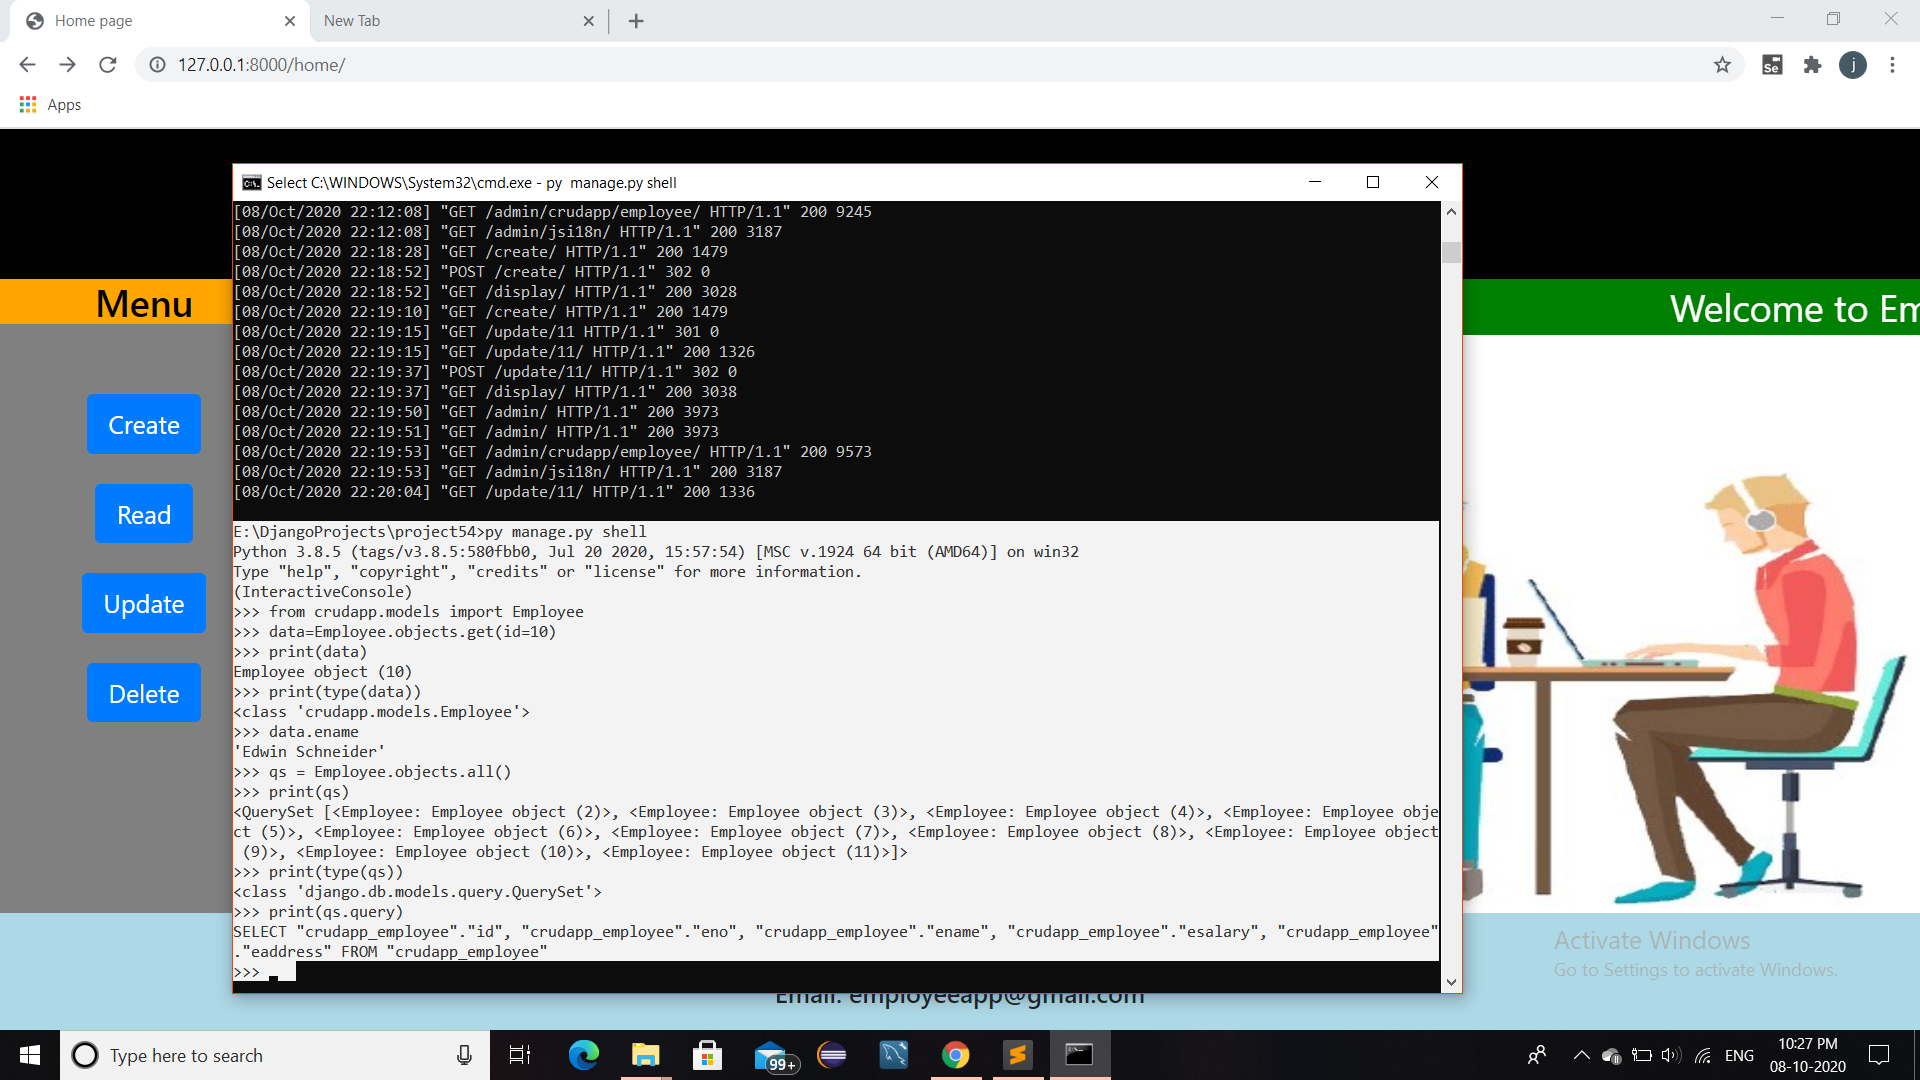 Home page
New Tab
127.0.0.1:8000/home/
Se
j
Apps
Select C:\WINDOWS\System32\cmd.exe - py  manage.py shell
[08/Oct/2020 22:12:08] "GET /admin/crudapp/employee/ HTTP/1.1" 200 9245
[08/Oct/2020 22:12:08] "GET /admin/jsi18n/ HTTP/1.1" 200 3187
[08/Oct/2020 22:18:28] "GET /create/ HTTP/1.1" 200 1479
[08/Oct/2020 22:18:52] "POST /create/ HTTP/1.1" 302 0
[08/Oct/2020 22:18:52] "GET /display/ HTTP/1.1" 200 3028
[08/Oct/2020 22:19:10] "GET /create/ HTTP/1.1" 200 1479
[08/Oct/2020 22:19:15] "GET /update/11 HTTP/1.1" 301 0
[08/Oct/2020 22:19:15] "GET /update/11/ HTTP/1.1" 200 1326
[08/Oct/2020 22:19:37] "POST /update/11/ HTTP/1.1" 302 0
[08/Oct/2020 22:19:37] "GET /display/ HTTP/1.1" 200 3038
[08/Oct/2020 22:19:50] "GET /admin/ HTTP/1.1" 200 3973
[08/Oct/2020 22:19:51] "GET /admin/ HTTP/1.1" 200 3973
[08/Oct/2020 22:19:53] "GET /admin/crudapp/employee/ HTTP/1.1" 200 9573
[08/Oct/2020 22:19:53] "GET /admin/jsi18n/ HTTP/1.1" 200 3187
[08/Oct/2020 22:20:04] "GET /update/11/ HTTP/1.1" 200 1336
E:\DjangoProjects\project54>py manage.py shell
Python 3.8.5 (tags/v3.8.5:580fbb0, Jul 20 2020, 15:57:54) [MSC v.1924 64 bit (AMD64)] on win32
Type "help", "copyright", "credits" or "license" for more information.
(InteractiveConsole)
>>> from crudapp.models import Employee
>>> data=Employee.objects.get(id=10)
>>> print(data)
Employee object (10)
>>> print(type(data))
<class 'crudapp.models.Employee'>
>>> data.ename
'Edwin Schneider'
>>> qs = Employee.objects.all()
>>> print(qs)
<QuerySet [<Employee: Employee object (2)>, <Employee: Employee object (3)>, <Employee: Employee object (4)>, <Employee: Employee obje
ct (5)>, <Employee: Employee object (6)>, <Employee: Employee object (7)>, <Employee: Employee object (8)>, <Employee: Employee object
 (9)>, <Employee: Employee object (10)>, <Employee: Employee object (11)>]>
>>> print(type(qs))
<class 'django.db.models.query.QuerySet'>
>>> print(qs.query)
SELECT "crudapp_employee"."id", "crudapp_employee"."eno", "crudapp_employee"."ename", "crudapp_employee"."esalary", "crudapp_employee"
."eaddress" FROM "crudapp_employee"
>>>
Menu
Create
Read
Update
Delete
Welcome to Em
Activate Windows
Go to Settings to activate Windows.
Email: employeeapp@gmail.com
Type here to search
99+
ENG
10:27 PM
08-10-2020